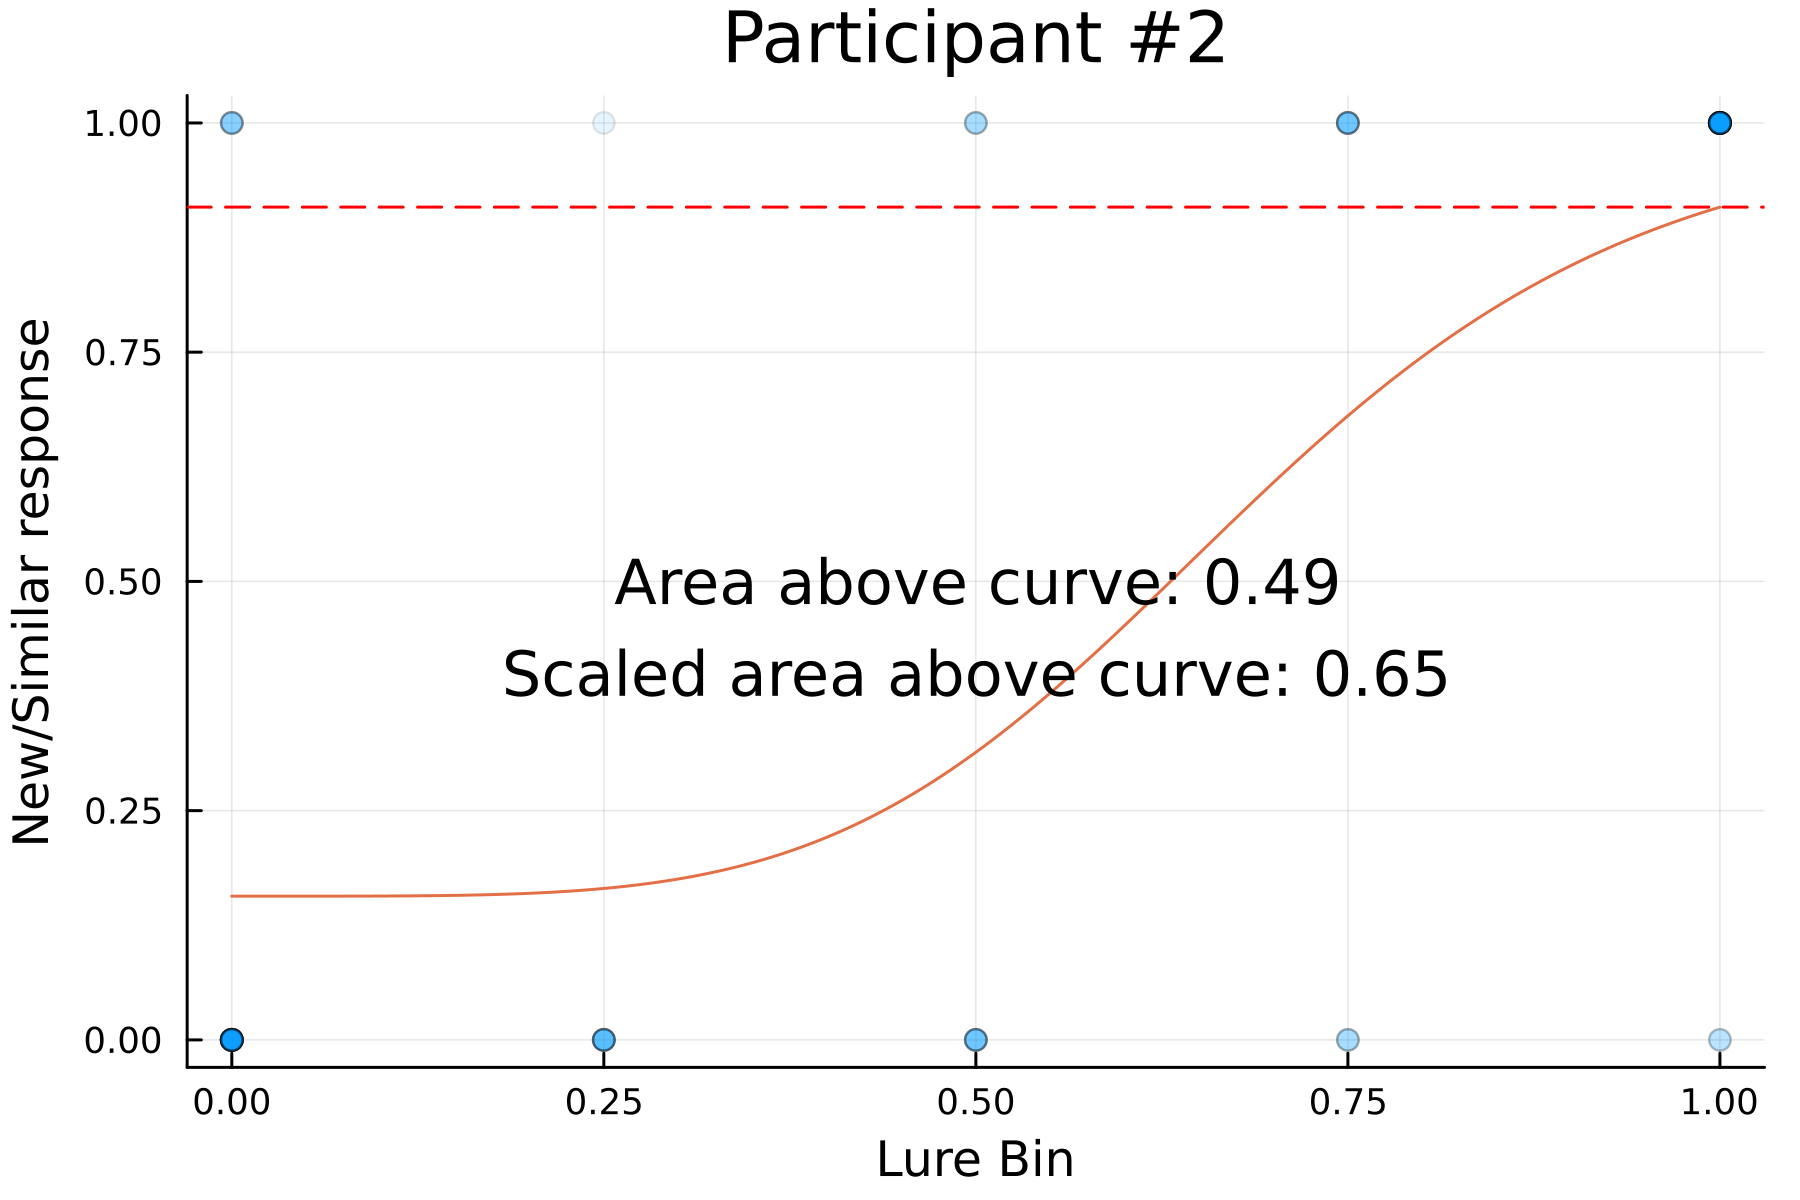 Participant #2
New/Similar response
1.00
0.75
0.50
0.25
0.00
Area above curve: 0.49
Scaled area above curve: 0.65
0.00 0.25 0.50 0.75 1.00
Lure Bin